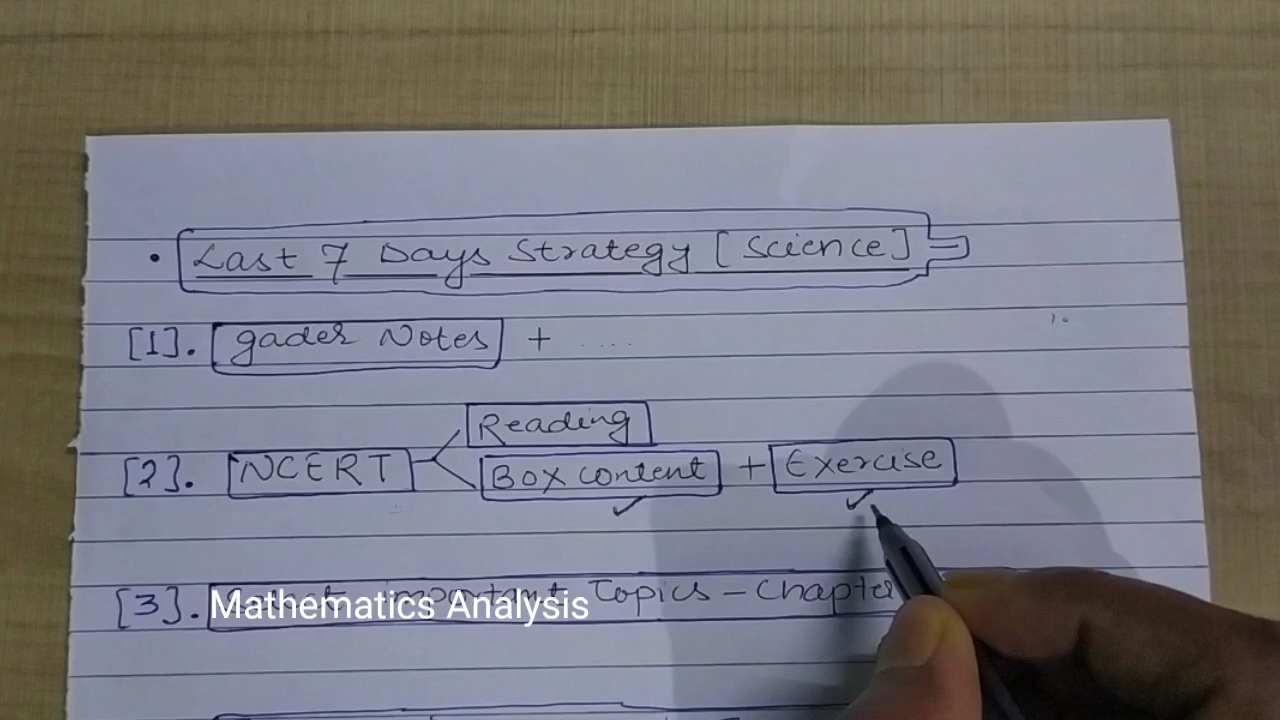 • Last 7 Days Strategy [Science]
[1]. gader Notes + ....
Reading
[2]. NCERT Box content + Exercise
[3]. important Topics - Chapter
Mathematics Analysis